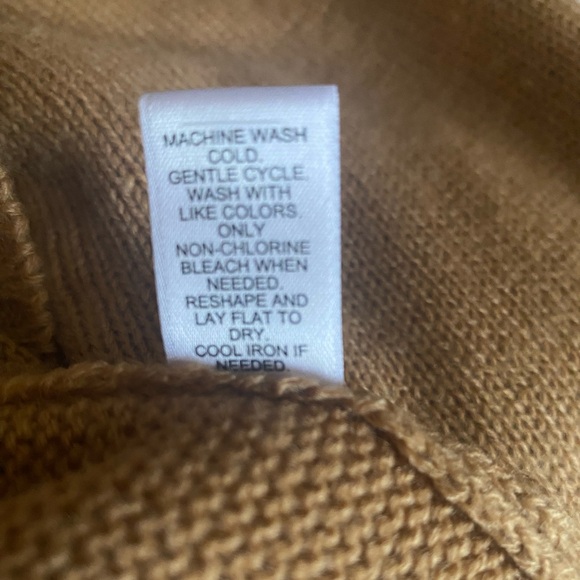 MACHINE WASH
COLD.
GENTLE CYCLE.
WASH WITH
LIKE COLORS.
ONLY
NON-CHLORINE
BLEACH WHEN
NEEDED.
RESHAPE AND
LAY FLAT TO
DRY.
COOL IRON IF
NEEDED